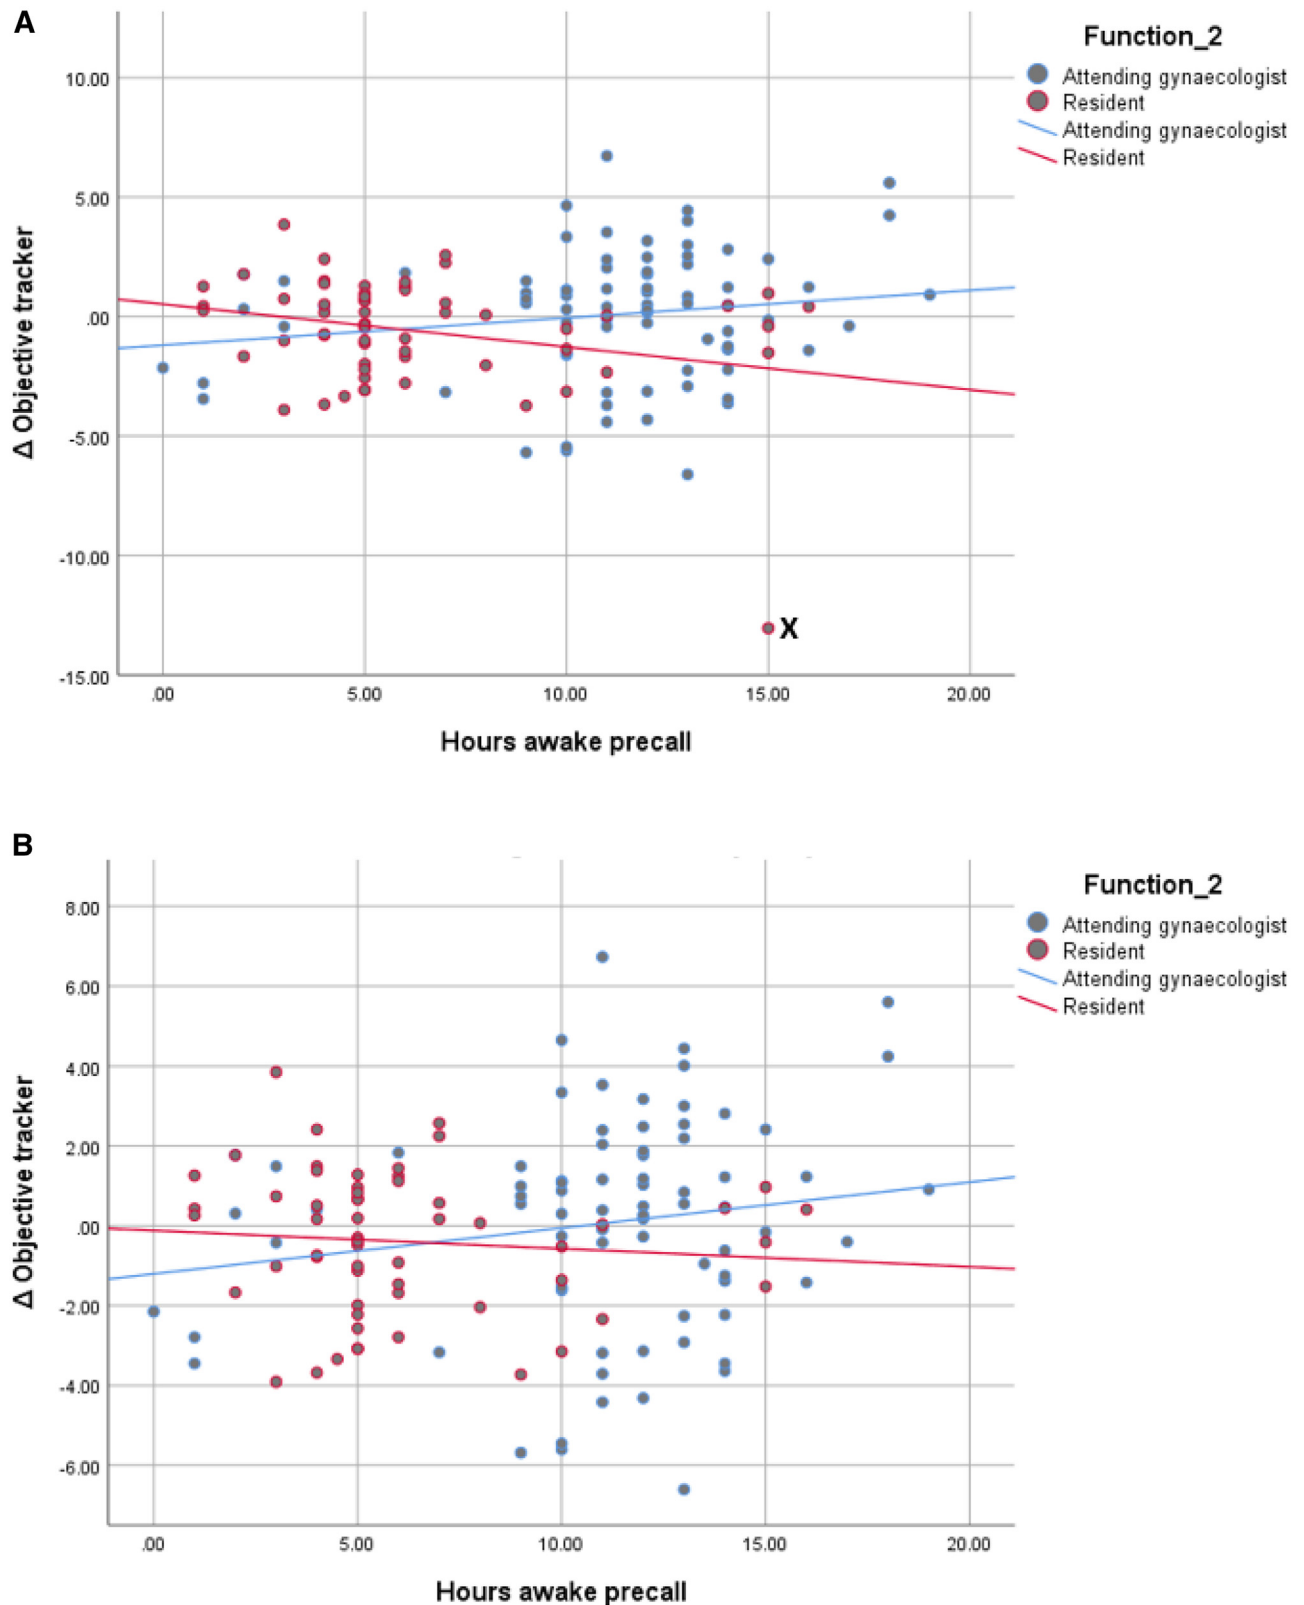 A
Function_2
Attending gynaecologist
Resident
Attending gynaecologist
Resident
10.00
5.00
.00
-5.00
-10.00
-15.00
Δ Objective tracker
X
.00 5.00 10.00 15.00 20.00
Hours awake precall
B
Function_2
Attending gynaecologist
Resident
Attending gynaecologist
Resident
8.00
6.00
4.00
2.00
.00
-2.00
-4.00
-6.00
Δ Objective tracker
.00 5.00 10.00 15.00 20.00
Hours awake precall